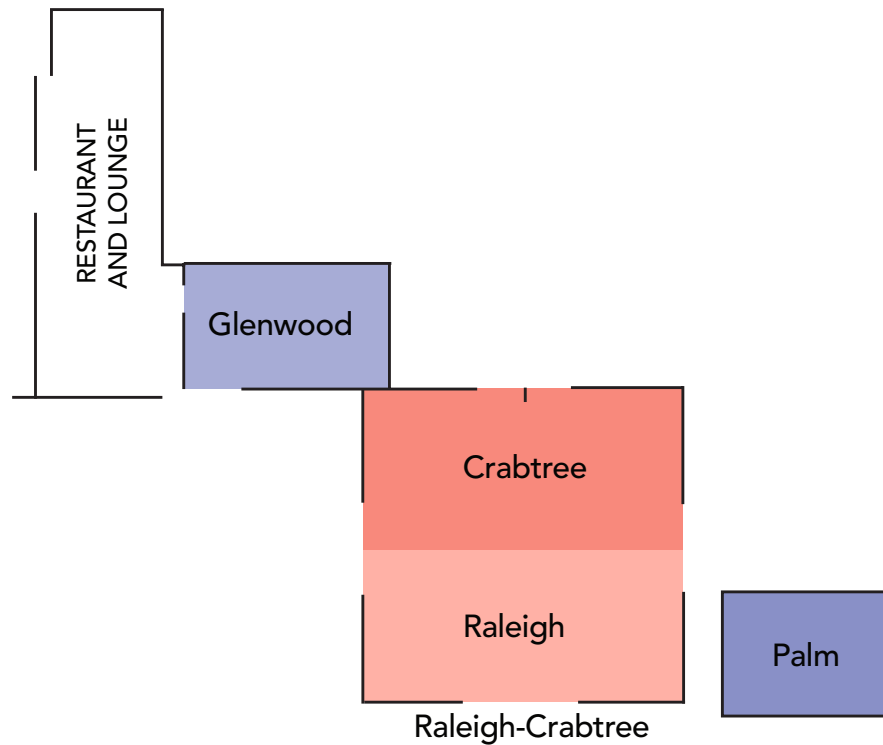 RESTAURANT
AND LOUNGE
Glenwood
Crabtree
Raleigh
Palm
Raleigh-Crabtree